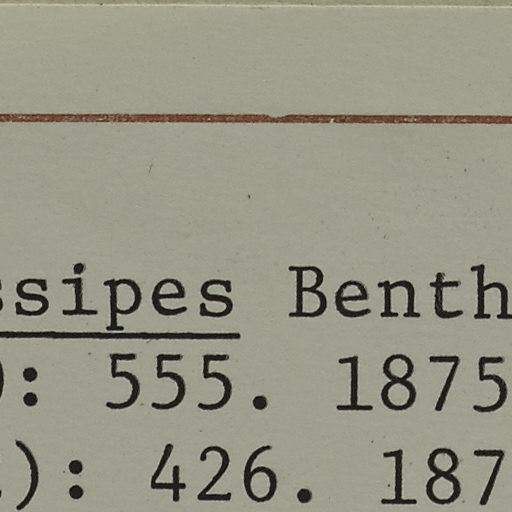 ssipes Benth
): 555. 1875
): 426. 187